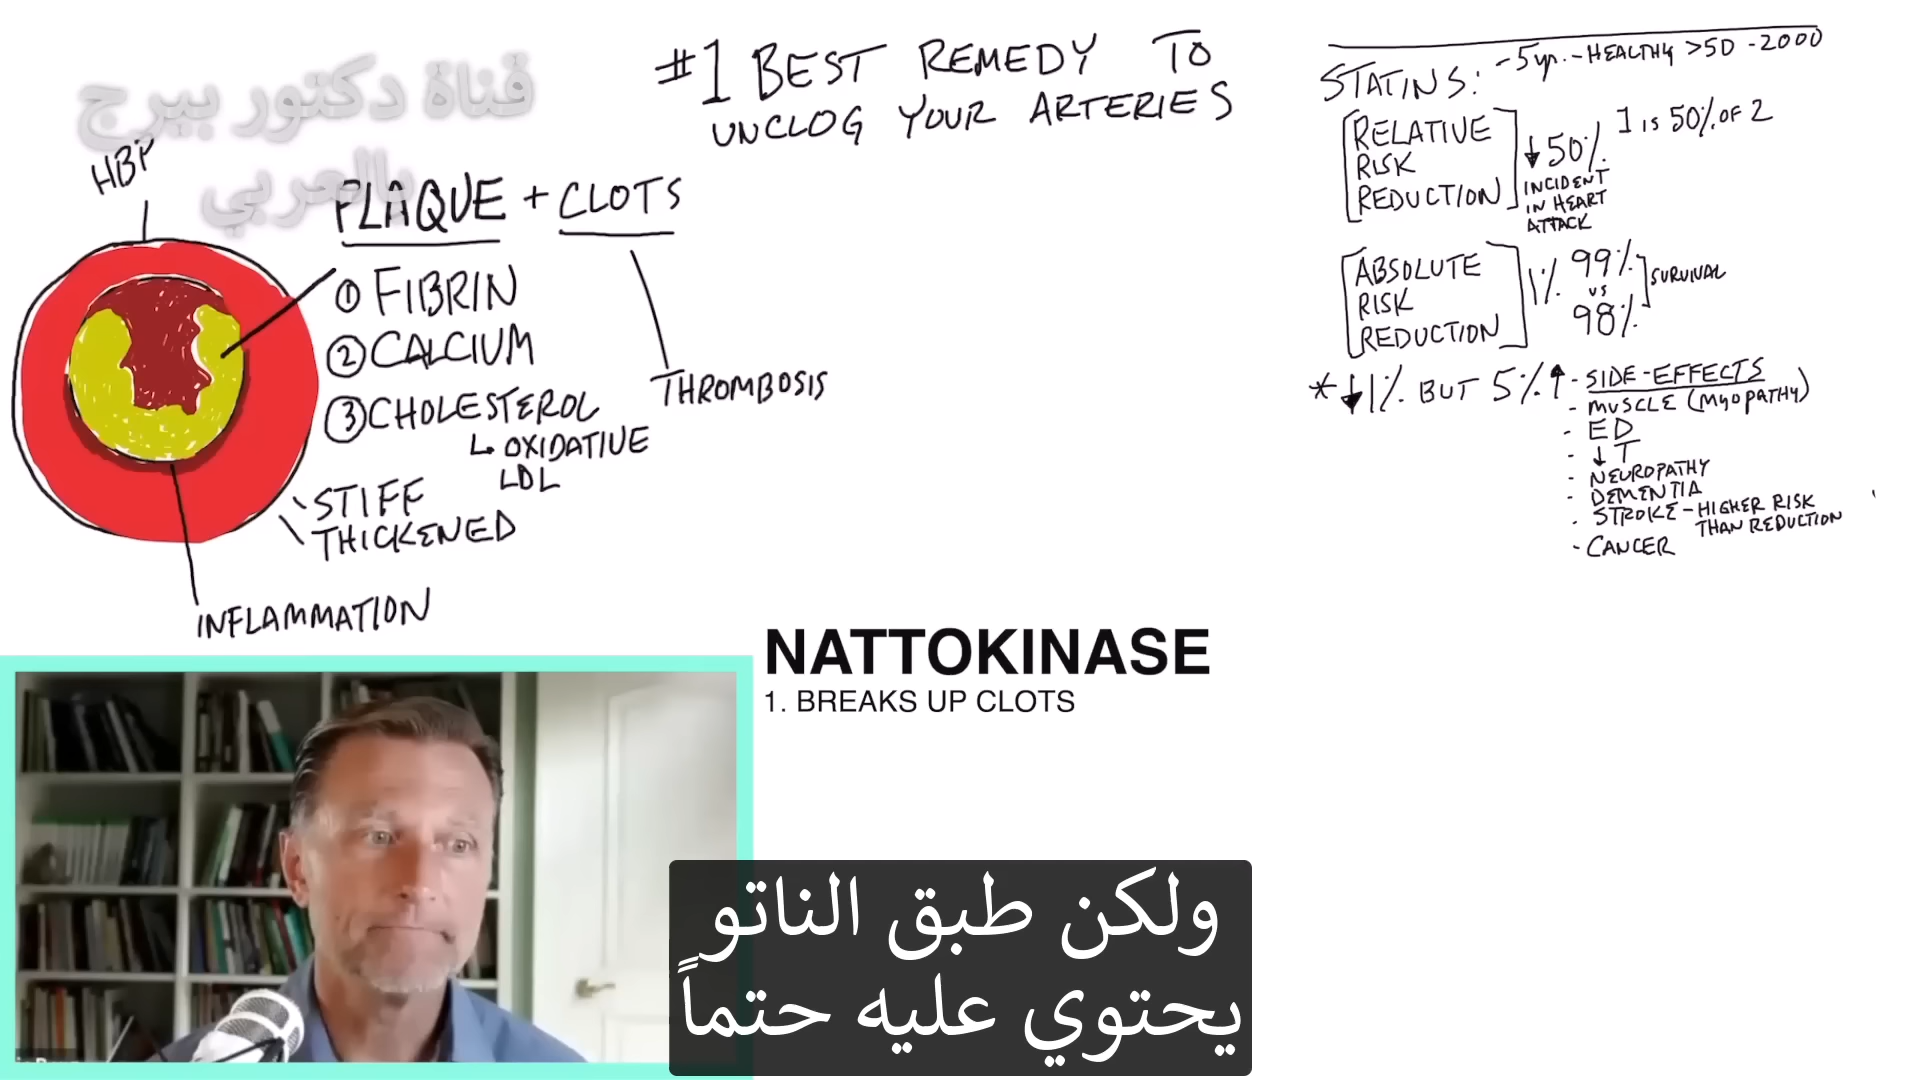 قناة دكتور بيرج
بالعربي
#1 BEST REMEDY TO
UNCLOG YOUR ARTERIES
HBP
PLAQUE + CLOTS
① FIBRIN
② CALCIUM
③ CHOLESTEROL
↳ OXIDATIVE
LDL
THROMBOSIS
STIFF
THICKENED
INFLAMMATION
STATINS: -5yr.-HEALTHY >50 -2000
RELATIVE
RISK
REDUCTION
↓50%
INCIDENT
IN HEART
ATTACK
1 IS 50% OF 2
ABSOLUTE
RISK
REDUCTION
1%
99%
VS
98%
SURVIVAL
* ↓1% BUT 5%↑ - SIDE-EFFECTS
- MUSCLE (MYOPATHY)
- ED
- ↓T
- NEUROPATHY
- DEMENTIA
- STROKE - HIGHER RISK
THAN REDUCTION
- CANCER
NATTOKINASE
1. BREAKS UP CLOTS
ولكن طبق الناتو
يحتوي عليه حتماً